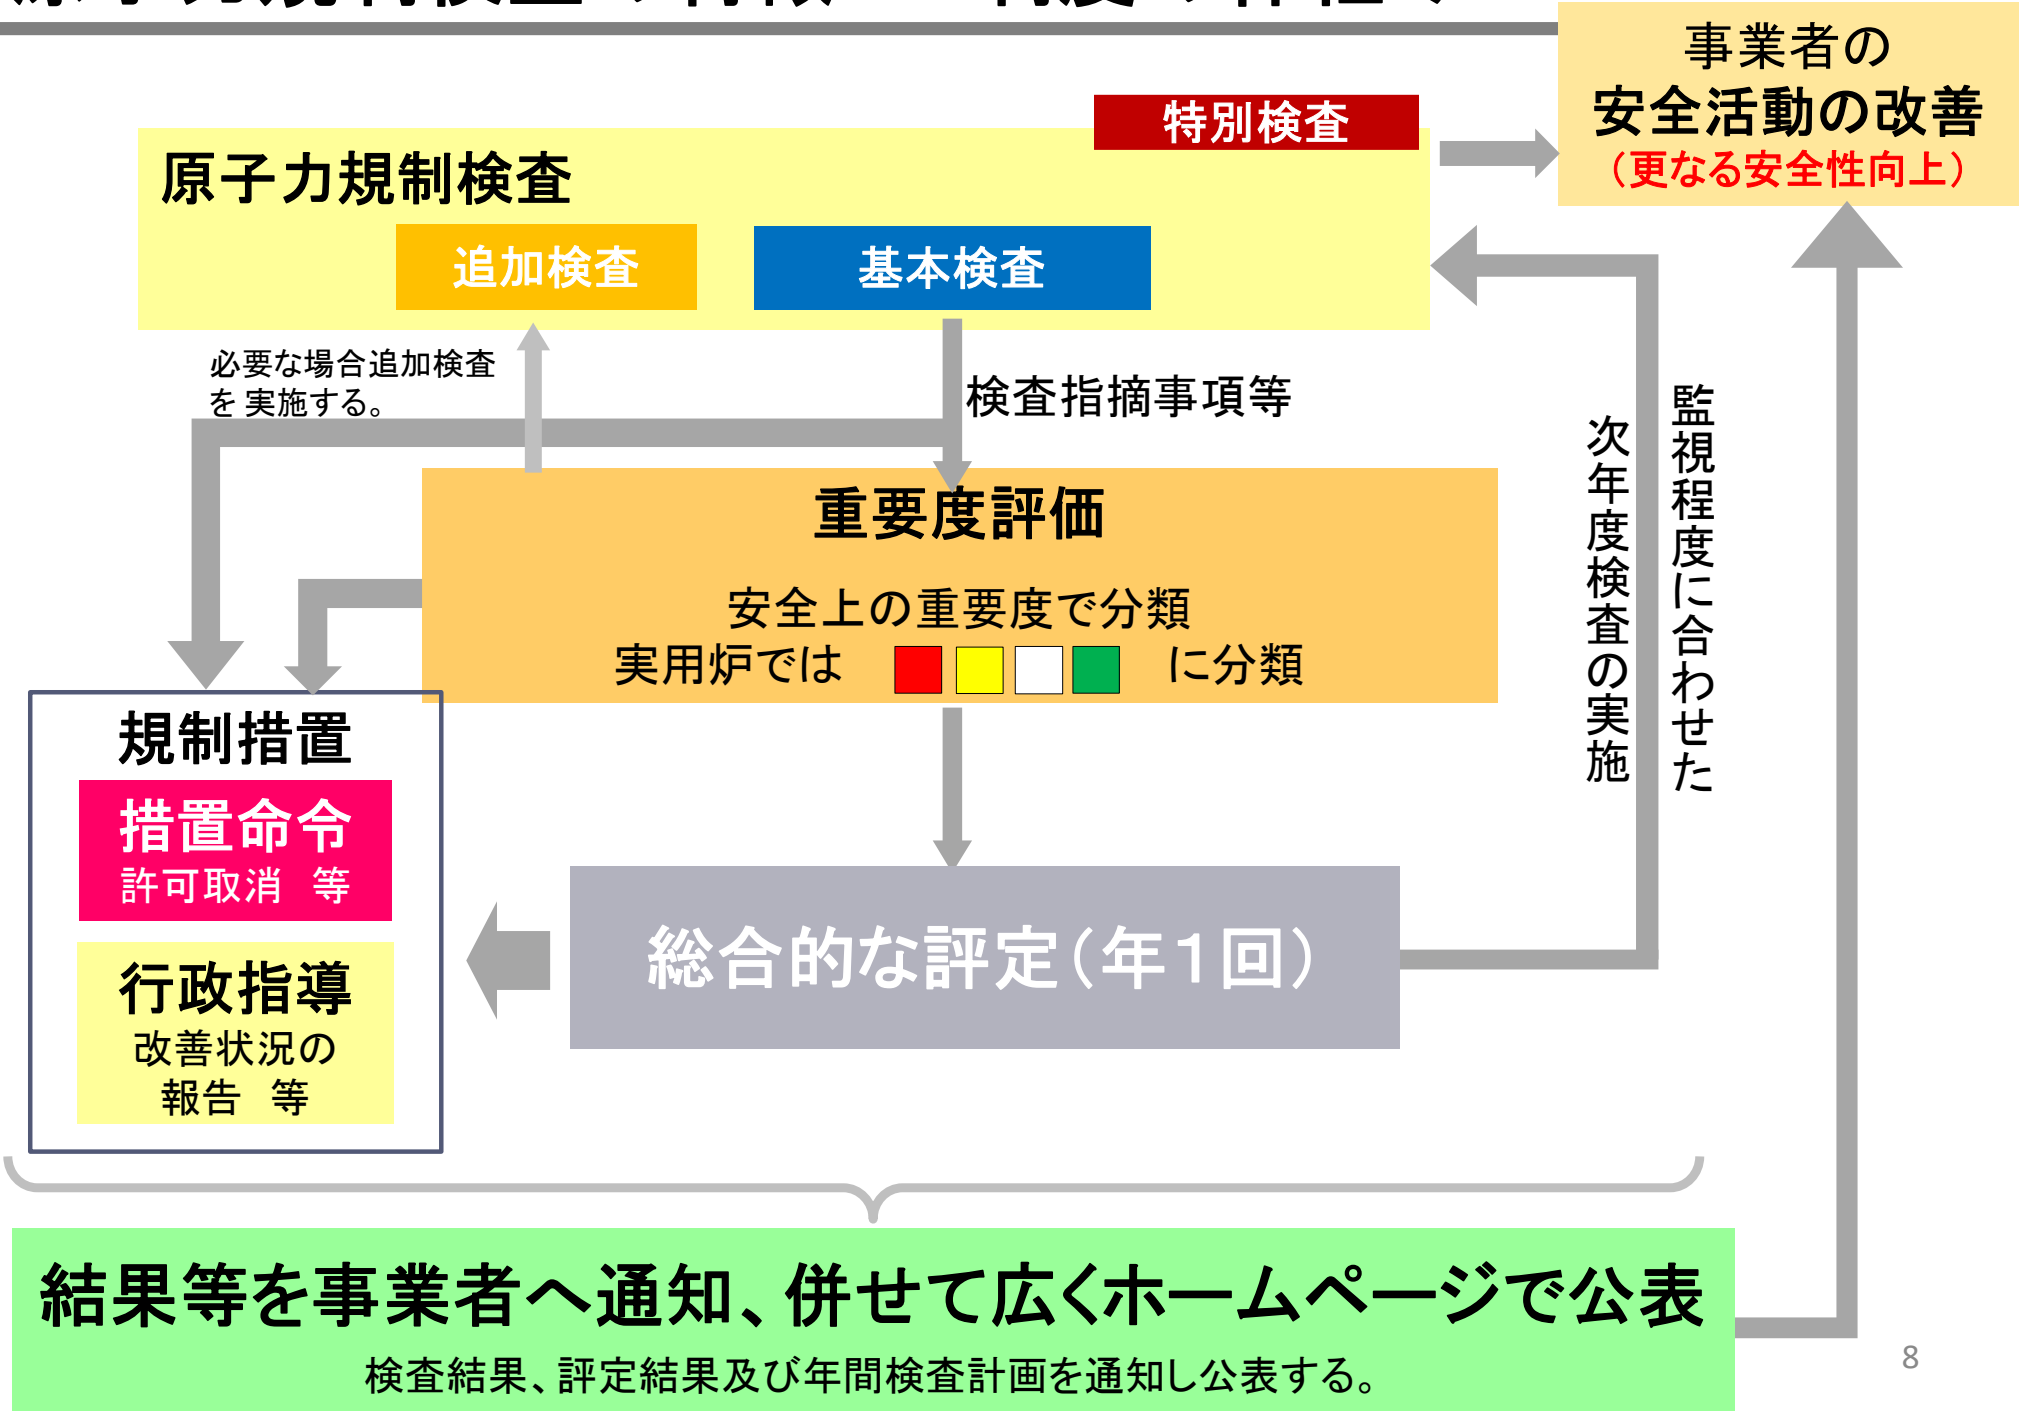 事業者の
安全活動の改善
（更なる安全性向上）
特別検査
原子力規制検査
追加検査
基本検査
必要な場合追加検査
を 実施する。
検査指摘事項等
監視程度に合わせた
次年度検査の実施
重要度評価
安全上の重要度で分類
実用炉では　に分類
規制措置
措置命令
許可取消　等
行政指導
改善状況の
報告　等
総合的な評定（年１回）
結果等を事業者へ通知、併せて広くホームページで公表
検査結果、評定結果及び年間検査計画を通知し公表する。
8